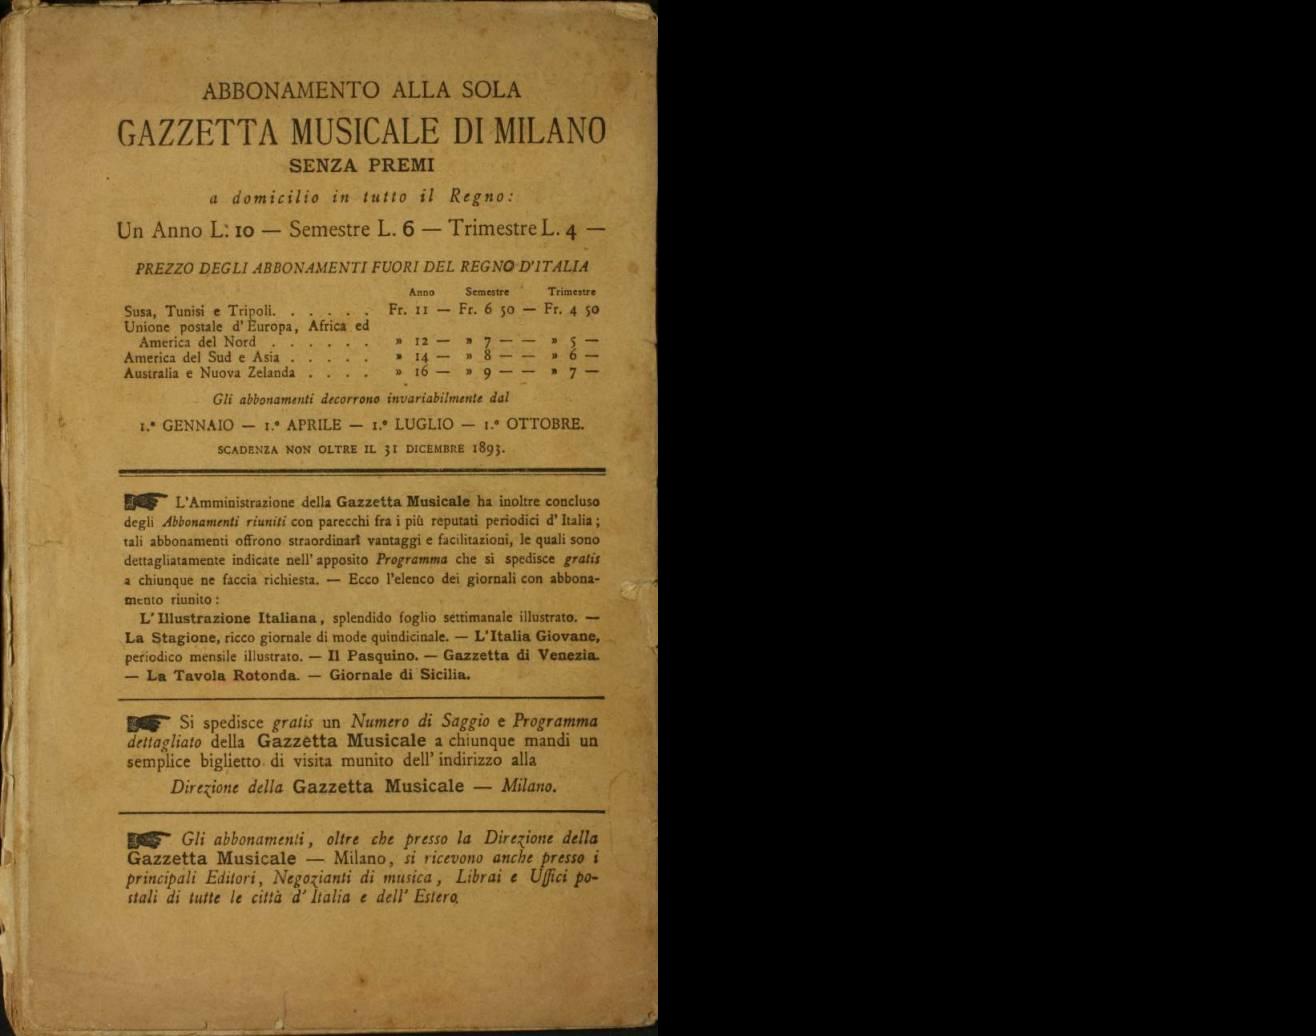 ABBONAMENTO ALLA SOLA
GAZZETTA MUSICALE DI MILANO
SENZA PREMI
a domicilio in tutto il Regno:
Un Anno L. 10 — Semestre L. 6 — Trimestre L. 4 —
PREZZO DEGLI ABBONAMENTI FUORI DEL REGNO D'ITALIA
Anno Semestre Trimestre
Susa, Tunisi e Tripoli. . . . . . Fr. 11 — Fr. 6 50 — Fr. 4 50
Unione postale d'Europa, Africa ed
America del Nord . . . . . . » 12 — » 7 — — » 5 —
America del Sud e Asia . . . . . » 14 — » 8 — — » 6 —
Australia e Nuova Zelanda . . . . » 16 — » 9 — — » 7 —
Gli abbonamenti decorrono invariabilmente dal
1.º GENNAIO — 1.º APRILE — 1.º LUGLIO — 1.º OTTOBRE.
SCADENZA NON OLTRE IL 31 DICEMBRE 1893.
☛ L'Amministrazione della Gazzetta Musicale ha inoltre concluso
degli Abbonamenti riuniti con parecchi fra i più reputati periodici d'Italia;
tali abbonamenti offrono straordinarî vantaggi e facilitazioni, le quali sono
dettagliatamente indicate nell'apposito Programma che si spedisce gratis
a chiunque ne faccia richiesta. — Ecco l'elenco dei giornali con abbona-
mento riunito:
L'Illustrazione Italiana, splendido foglio settimanale illustrato. —
La Stagione, ricco giornale di mode quindicinale. — L'Italia Giovane,
periodico mensile illustrato. — Il Pasquino. — Gazzetta di Venezia.
— La Tavola Rotonda. — Giornale di Sicilia.
☛ Si spedisce gratis un Numero di Saggio e Programma
dettagliato della Gazzetta Musicale a chiunque mandi un
semplice biglietto di visita munito dell'indirizzo alla
Direzione della Gazzetta Musicale — Milano.
☛ Gli abbonamenti, oltre che presso la Direzione della
Gazzetta Musicale — Milano, si ricevono anche presso i
principali Editori, Negozianti di musica, Librai e Uffici po-
stali di tutte le città d'Italia e dell'Estero.